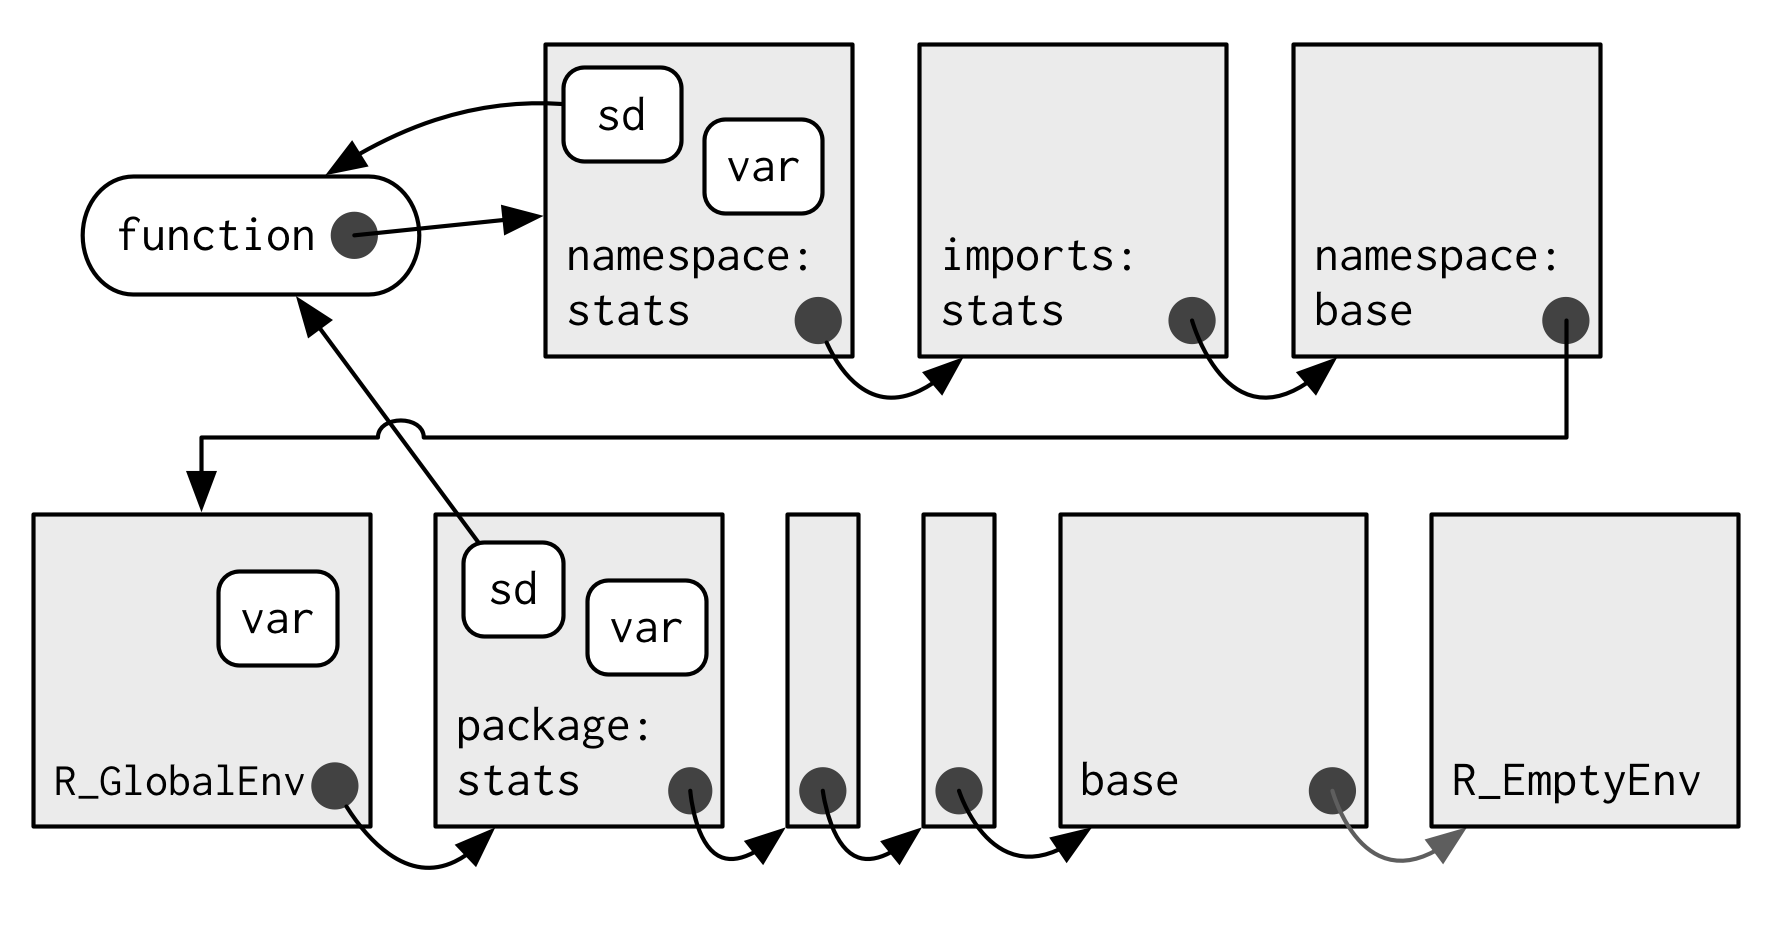 sd
var
function
namespace:
stats
imports:
stats
namespace:
base
var
R_GlobalEnv
sd
var
package:
stats
base
R_EmptyEnv